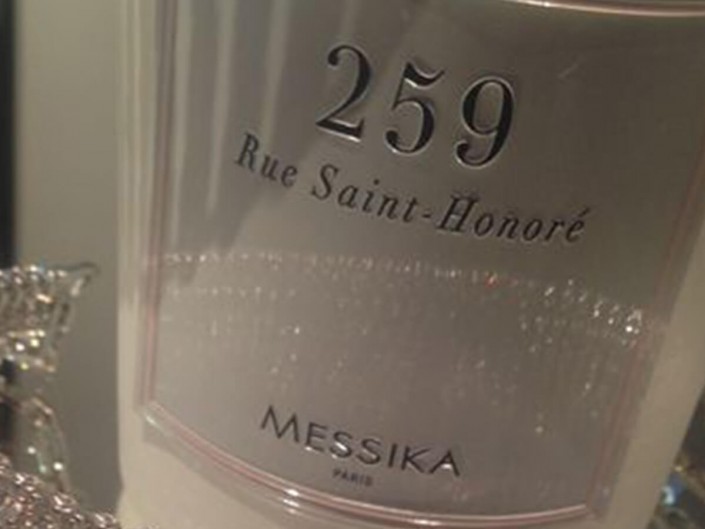 259
Rue Saint-Honoré
MESSIKA
PARIS